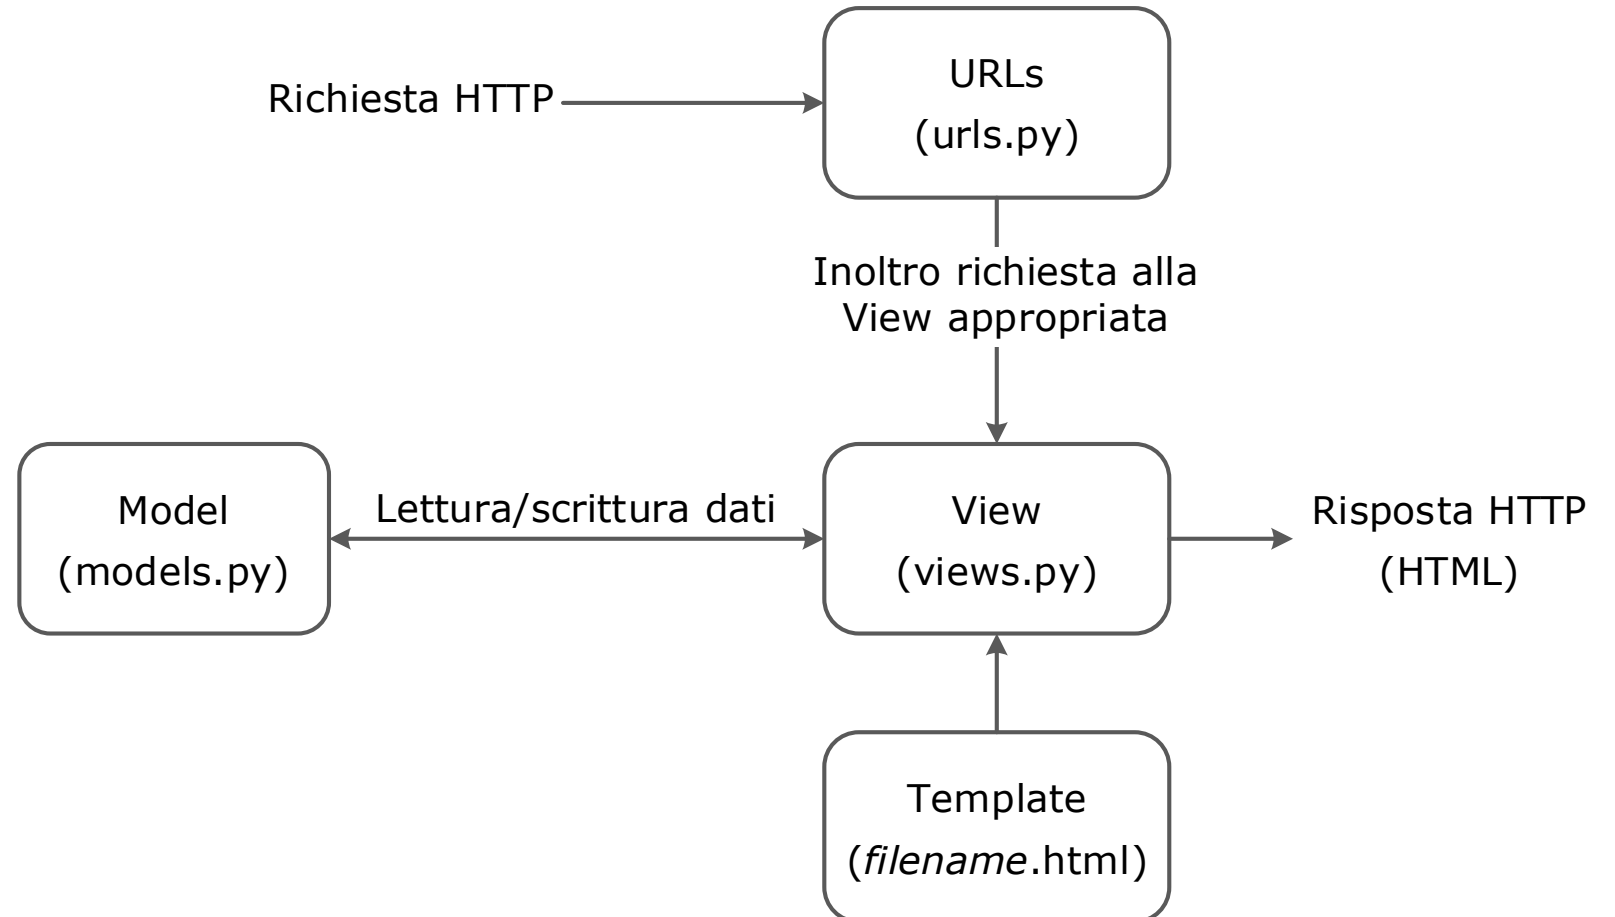 Richiesta HTTP
URLs
(urls.py)
Inoltro richiesta alla
View appropriata
Model
(models.py)
Lettura/scrittura dati
View
(views.py)
Risposta HTTP
(HTML)
Template
(filename.html)